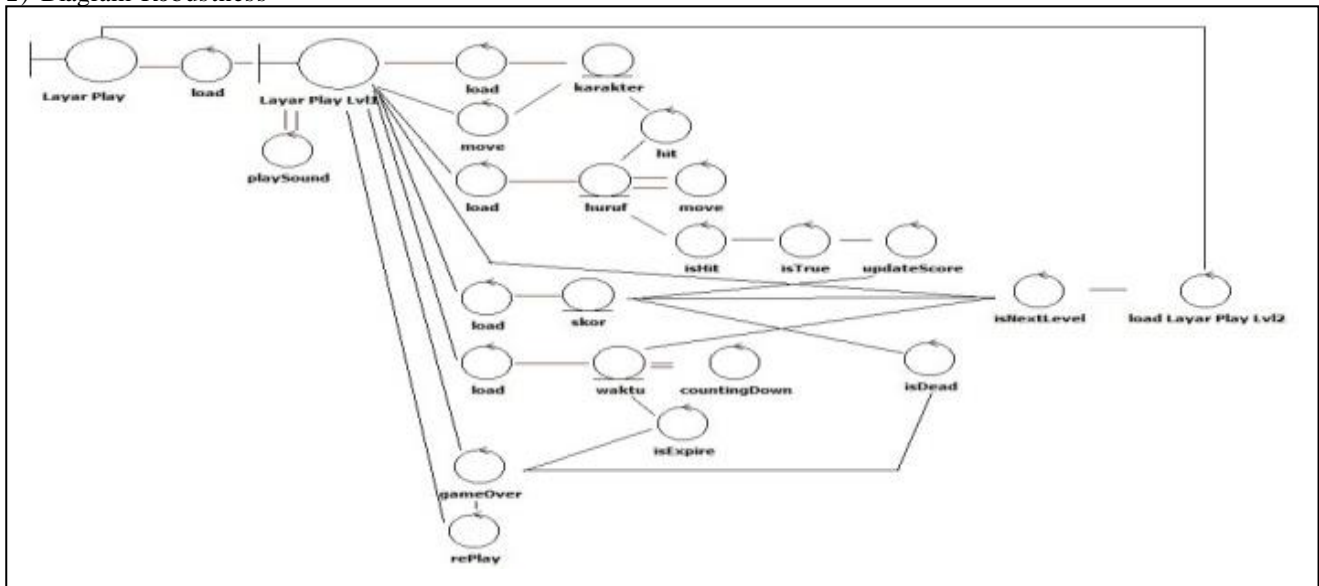 2) Diagram Robustness
Layar Play
load
Layar Play Lvl1
load
karakter
playSound
move
hit
load
huruf
move
isHit
isTrue
updateScore
load
skor
isNextLevel
load Layar Play Lvl2
load
waktu
countingDown
isDead
isExpire
gameOver
rePlay